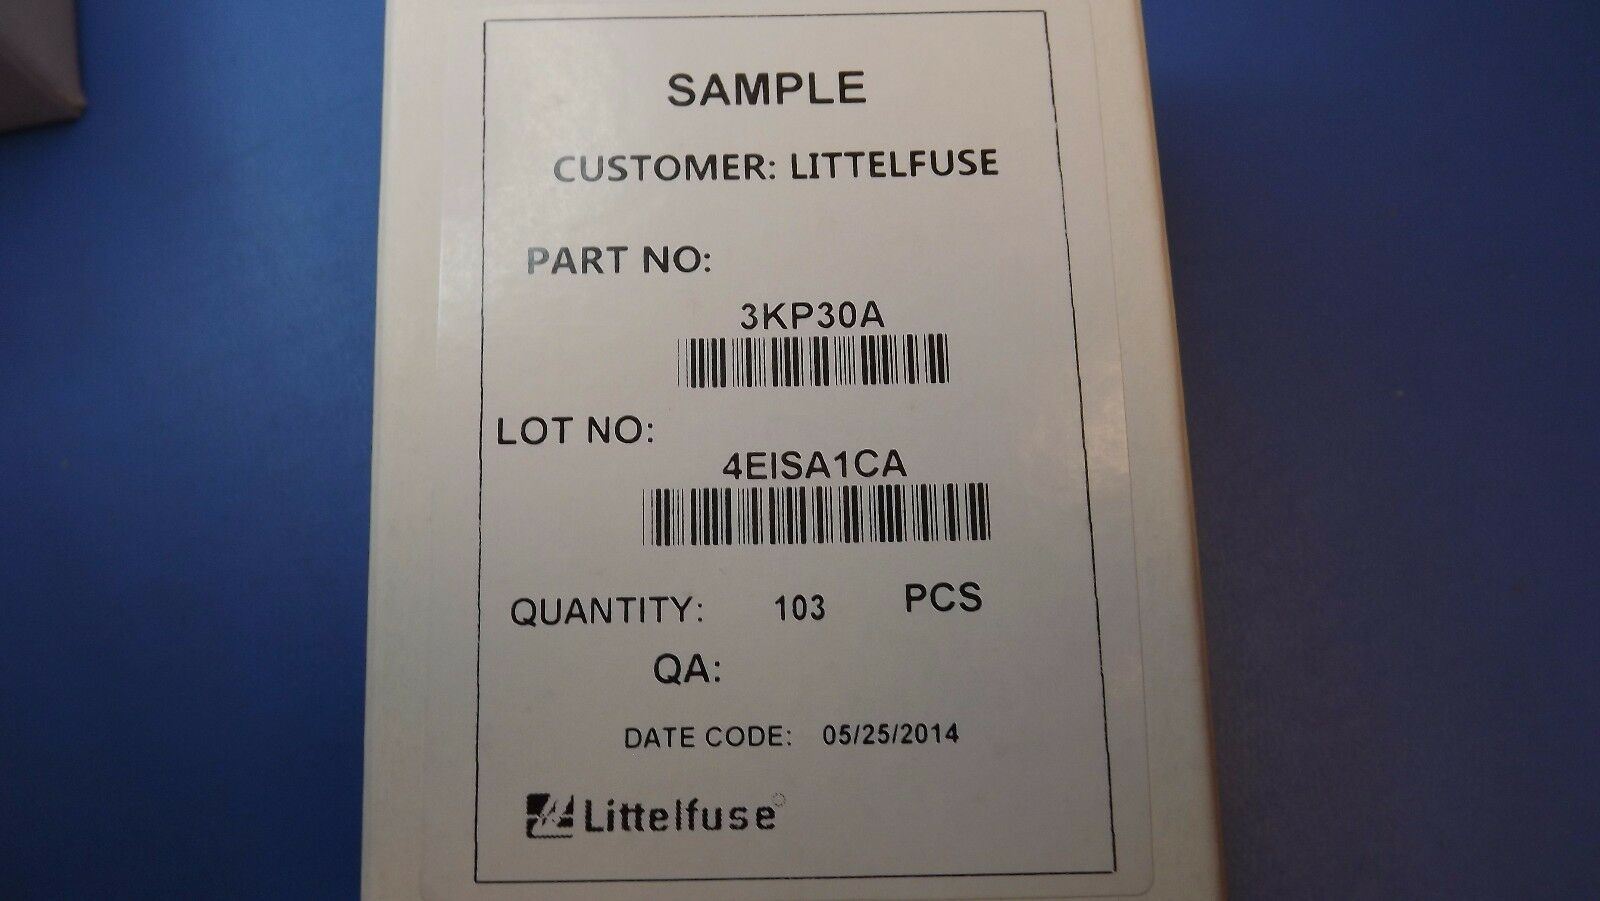 SAMPLE
CUSTOMER: LITTELFUSE
PART NO:
3KP30A
LOT NO:
4EISA1CA
QUANTITY: 103 PCS
QA:
DATE CODE: 05/25/2014
Littelfuse